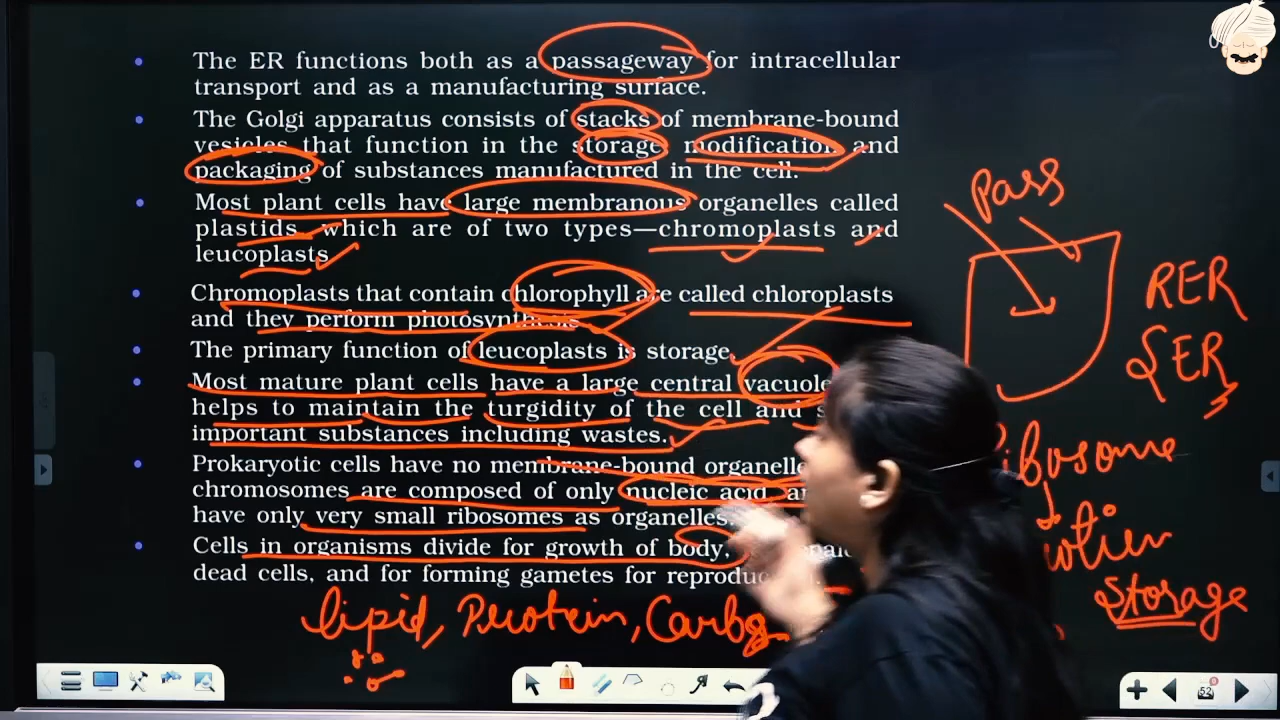 • The ER functions both as a passageway for intracellular
transport and as a manufacturing surface.
• The Golgi apparatus consists of stacks of membrane-bound
vesicles that function in the storage modification and
packaging of substances manufactured in the cell.
• Most plant cells have large membranous organelles called
plastids, which are of two types—chromoplasts and
leucoplasts
• Chromoplasts that contain chlorophyll are called chloroplasts
and they perform photosynthesis
• The primary function of leucoplasts is storage.
• Most mature plant cells have a large central vacuole
helps to maintain the turgidity of the cell and
important substances including wastes.
• Prokaryotic cells have no membrane-bound
chromosomes are composed of only nucleic acid,
have only very small ribosomes as organelles.
• Cells in organisms divide for growth of body,
dead cells, and for forming gametes for
lipid, Protein,
Pass
RER
SER
Storage
52